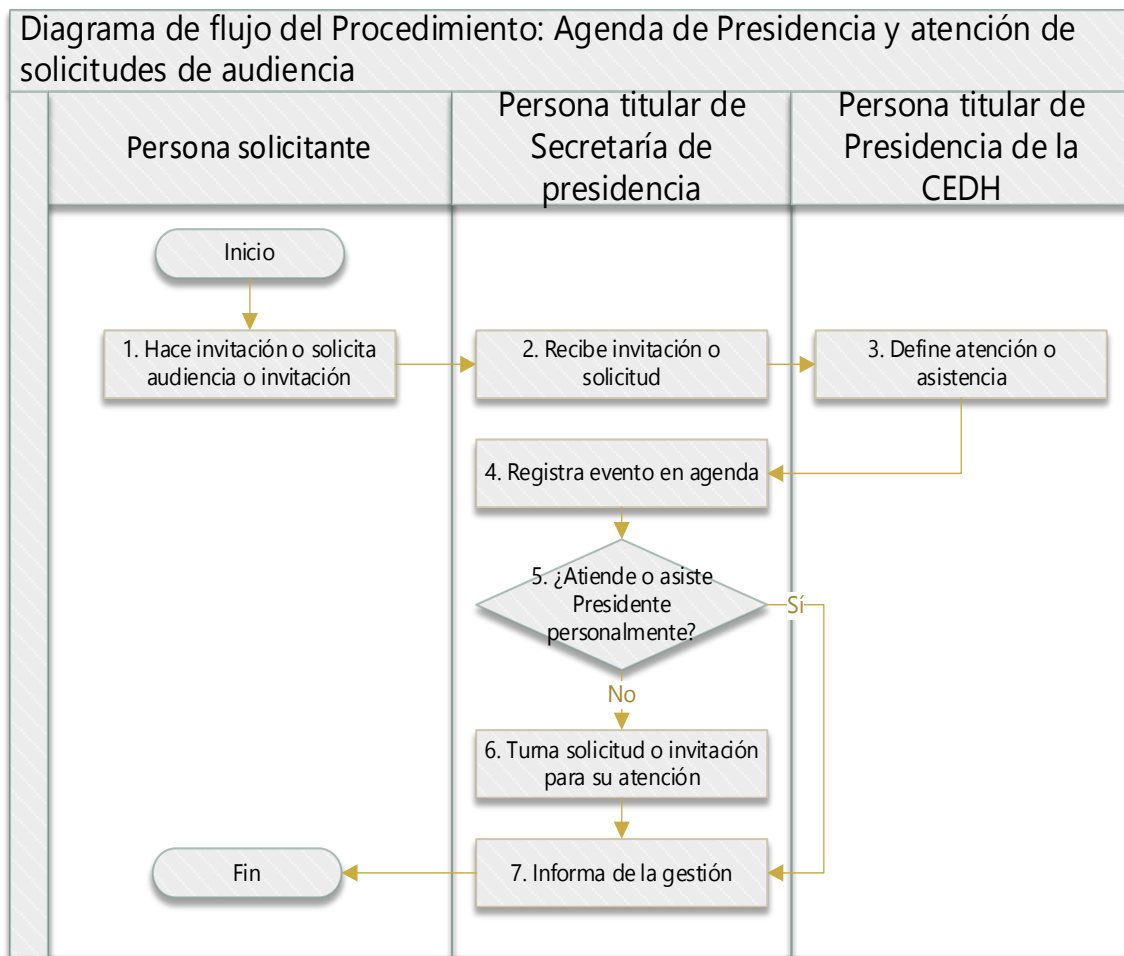 Diagrama de flujo del Procedimiento: Agenda de Presidencia y atención de
solicitudes de audiencia
Persona solicitante
Persona titular de
Secretaría de
presidencia
Persona titular de
Presidencia de la
CEDH
Inicio
1. Hace invitación o solicita
audiencia o invitación
2. Recibe invitación o
solicitud
3. Define atención o
asistencia
4. Registra evento en agenda
5. ¿Atiende o asiste
Presidente
personalmente?
Sí
No
6. Turna solicitud o invitación
para su atención
7. Informa de la gestión
Fin